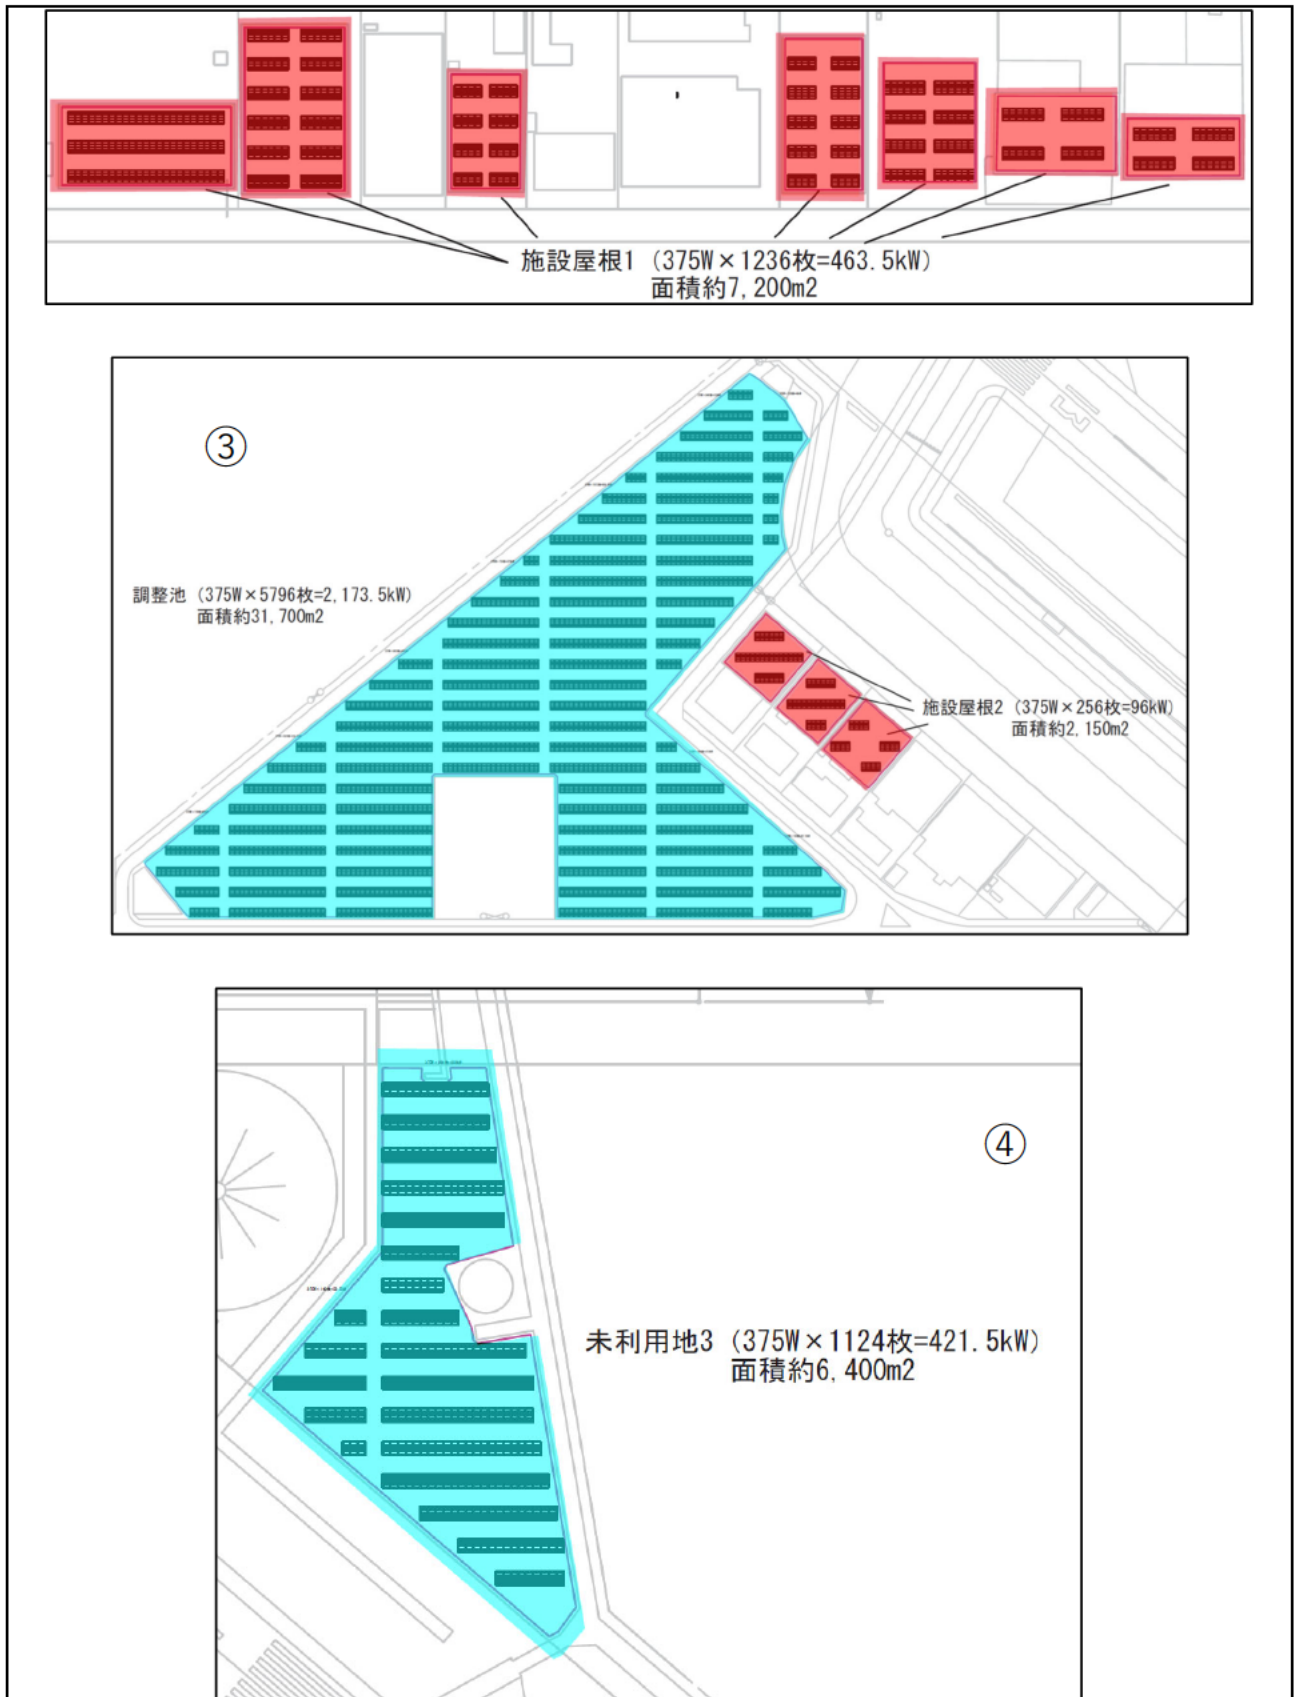 施設屋根1（375W×1236枚=463.5kW）
面積約7,200m2
③
調整池（375W×5796枚=2,173.5kW）
面積約31,700m2
施設屋根2（375W×256枚=96kW）
面積約2,150m2
④
未利用地3（375W×1124枚=421.5kW）
面積約6,400m2